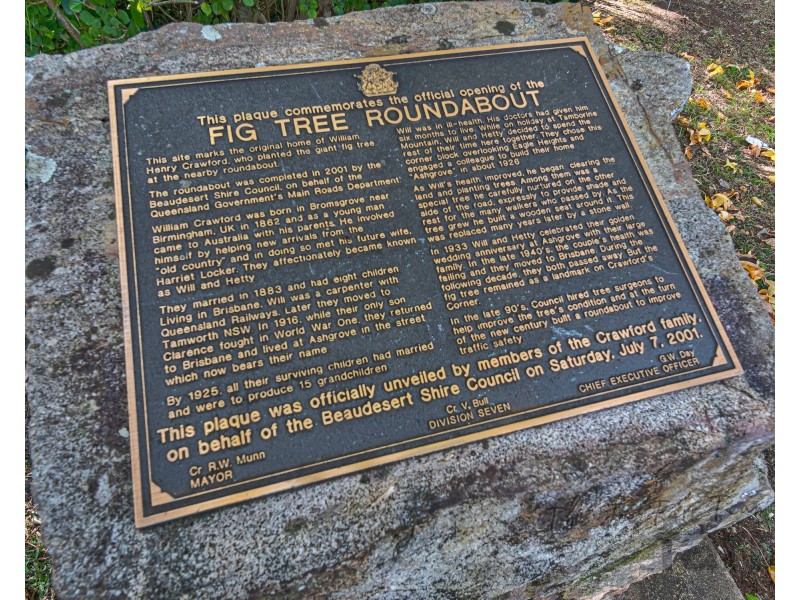 This plaque commemorates the official opening of the
FIG TREE ROUNDABOUT
This site marks the original home of William
Henry Crawford, who planted the giant fig tree
at the nearby roundabout.
The roundabout was completed in 2001 by the
Beaudesert Shire Council, on behalf of the
Queensland Government's Main Roads Department
William Crawford was born in Bromsgrove near
Birmingham, UK in 1862 and as a young man
came to Australia with his parents. He involved
himself by helping new arrivals from the
"old country" and in doing so met his future wife,
Harriet Locker. They affectionately became known
as Will and Hetty
They married in 1883 and had eight children
Living in Brisbane, Will was a carpenter with
Queensland Railways. Later they moved to
Tamworth NSW. In 1916, while their only son
Clarence fought in World War One, they returned
to Brisbane and lived at Ashgrove in the street
which now bears their name
By 1925, all their surviving children had married
and were to produce 15 grandchildren
Will was in ill-health. His doctors had given him
six months to live. While on holiday at Tamborine
Mountain, Will and Hetty decided to spend the
rest of their time here together. They chose this
corner block overlooking Eagle Heights and
engaged a colleague to build their home
'Ashgrove', in about 1926
As Will's health improved, he began clearing the
land and planting trees. Among them was a
special tree he carefully nurtured on the other
side of the road, expressly to provide shade and
rest for the many walkers who passed by. As the
tree grew he built a wooden seat around it. This
was replaced many years later by a stone seat
In 1933 Will and Hetty celebrated their golden
wedding anniversary at 'Ashgrove' with their large
family. In the late 1940's, the couple's health was
failing and they moved to Brisbane. During the
following decade, they both passed away. But the
fig tree remained as a landmark on Crawford's
Corner.
In the late 90's, Council hired tree surgeons to
help improve the tree's condition and at the turn
of the new century built a roundabout to improve
traffic safety
This plaque was officially unveiled by members of the Crawford family,
on behalf of the Beaudesert Shire Council on Saturday, July 7, 2001.
Cr R.W. Munn
MAYOR
Cr. V. Bull
DIVISION SEVEN
G.W. Day
CHIEF EXECUTIVE OFFICER